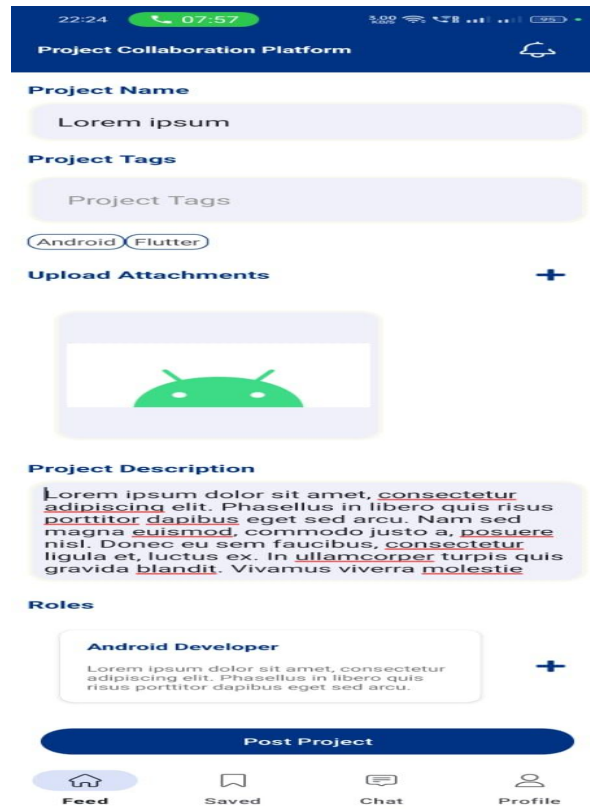 22:24 07:57 3.00 KB/S 95
Project Collaboration Platform
Project Name
Lorem ipsum
Project Tags
Project Tags
Android Flutter
Upload Attachments
Project Description
Lorem ipsum dolor sit amet, consectetur
adipiscing elit. Phasellus in libero quis risus
porttitor dapibus eget sed arcu. Nam sed
magna euismod, commodo justo a, posuere
nisl. Donec eu sem faucibus, consectetur
ligula et, luctus ex. In ullamcorper turpis quis
gravida blandit. Vivamus viverra molestie
Roles
Android Developer
Lorem ipsum dolor sit amet, consectetur
adipiscing elit. Phasellus in libero quis
risus porttitor dapibus eget sed arcu.
Post Project
Feed Saved Chat Profile